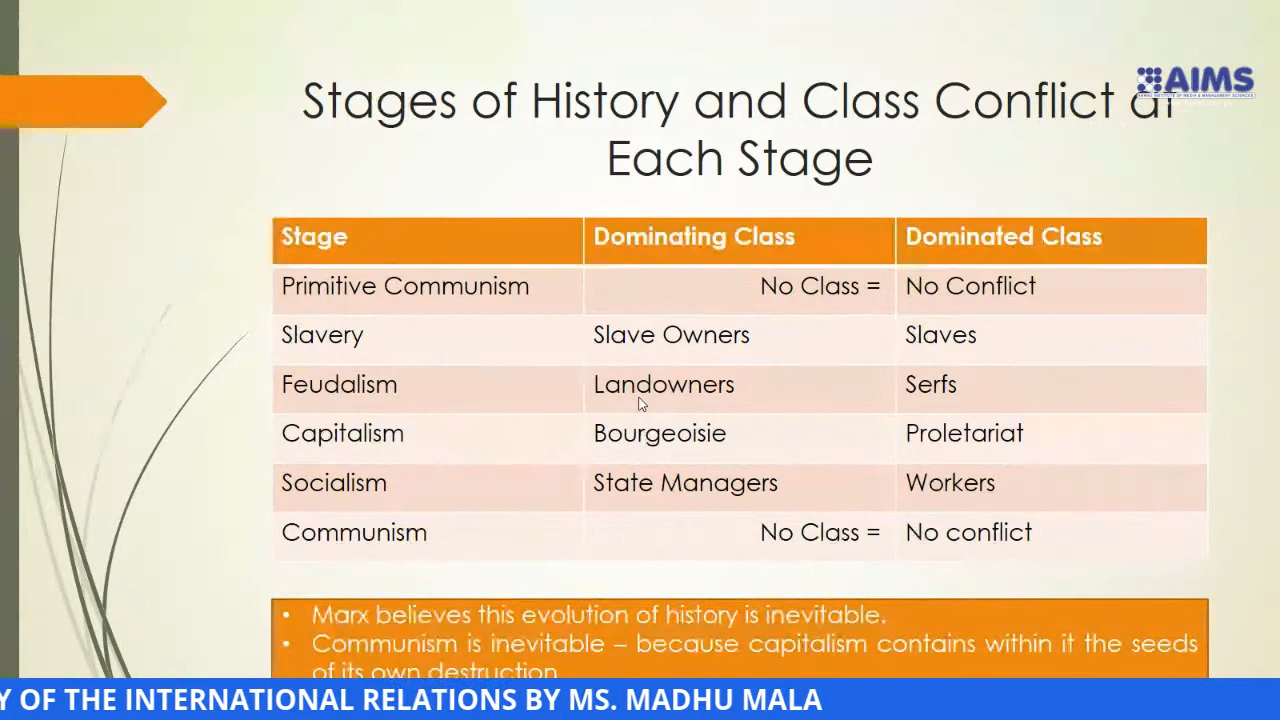 AIMS
Stages of History and Class Conflict at
Each Stage
Stage Dominating Class Dominated Class
Primitive Communism No Class = No Conflict
Slavery Slave Owners Slaves
Feudalism Landowners Serfs
Capitalism Bourgeoisie Proletariat
Socialism State Managers Workers
Communism No Class = No conflict
• Marx believes this evolution of history is inevitable.
• Communism is inevitable – because capitalism contains within it the seeds
of its own destruction
Y OF THE INTERNATIONAL RELATIONS BY MS. MADHU MALA